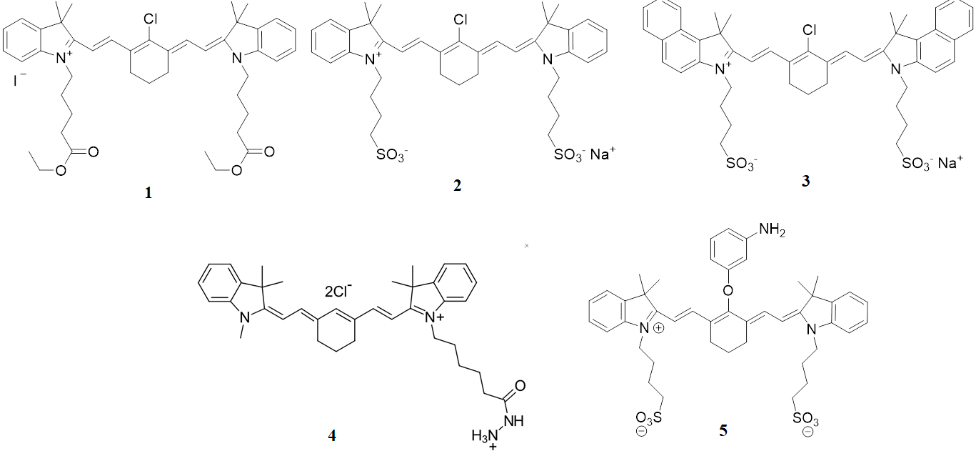 Cl
N+
N
I-
O
O
O
O
1
Cl
N+
N
SO3-
SO3- Na+
2
Cl
N+
N
SO3-
SO3- Na+
3
2Cl-
N
N
+
O
NH
H3N
+
4
NH2
O
N
⊕
N
O3S
⊖
SO3
⊖
5